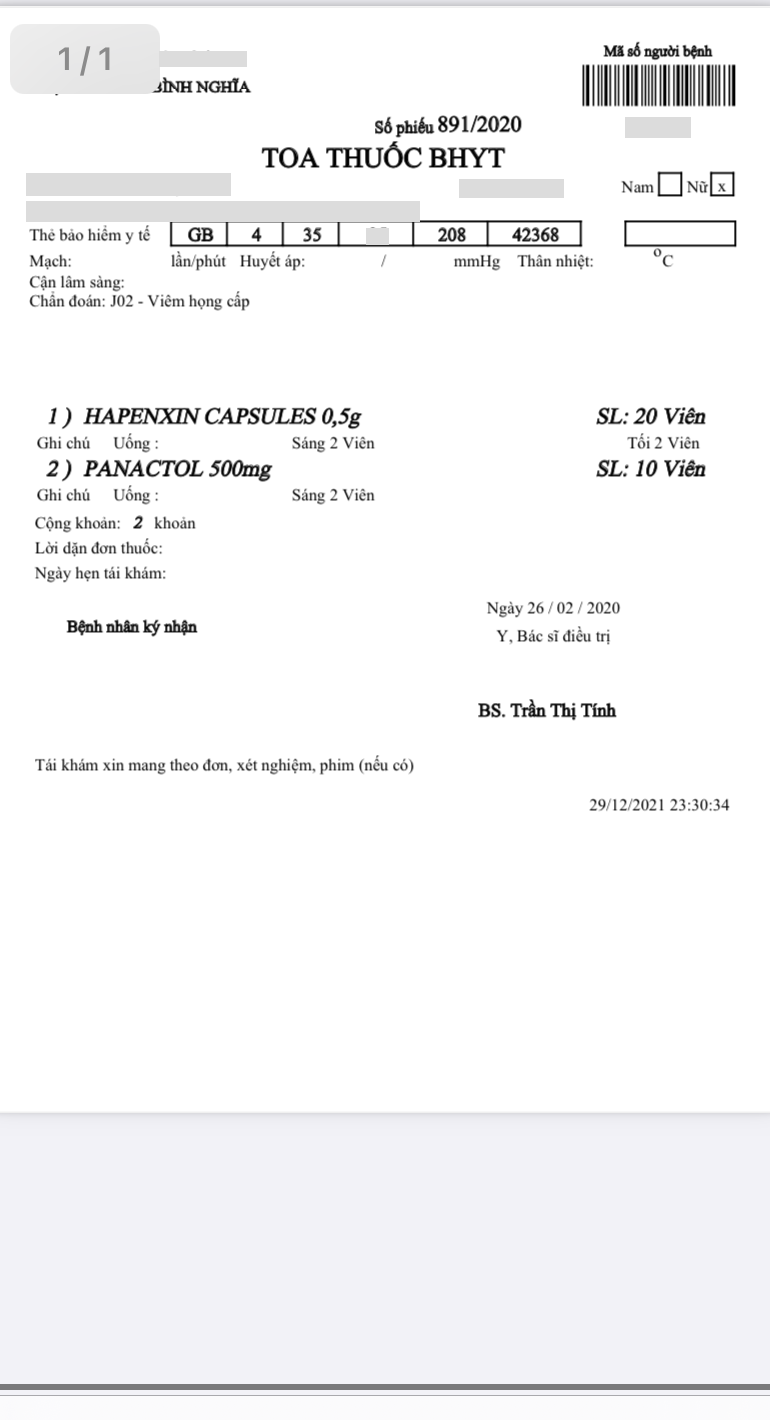 1/1
Mã số người bệnh
BÌNH NGHĨA
Số phiếu 891/2020
TOA THUỐC BHYT
Nam Nữ x
Thẻ bảo hiểm y tế GB 4 35 208 42368
Mạch: lần/phút Huyết áp: / mmHg Thân nhiệt: °C
Cận lâm sàng:
Chẩn đoán: J02 - Viêm họng cấp
1 ) HAPENXIN CAPSULES 0,5g SL: 20 Viên
Ghi chú Uống : Sáng 2 Viên Tối 2 Viên
2 ) PANACTOL 500mg SL: 10 Viên
Ghi chú Uống : Sáng 2 Viên
Cộng khoản: 2 khoản
Lời dặn đơn thuốc:
Ngày hẹn tái khám:
Ngày 26 / 02 / 2020
Bệnh nhân ký nhận
Y, Bác sĩ điều trị
BS. Trần Thị Tính
Tái khám xin mang theo đơn, xét nghiệm, phim (nếu có)
29/12/2021 23:30:34